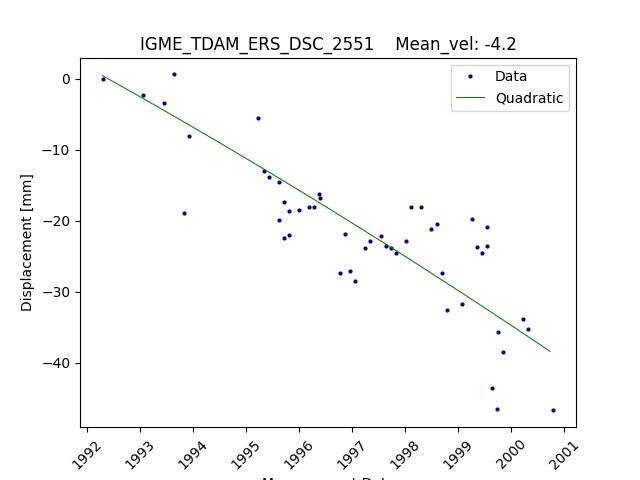 IGME_TDAM_ERS_DSC_2551    Mean_vel: -4.2
Data
Quadratic
Displacement [mm]
0
−10
−20
−30
−40
1992 1993 1994 1995 1996 1997 1998 1999 2000 2001